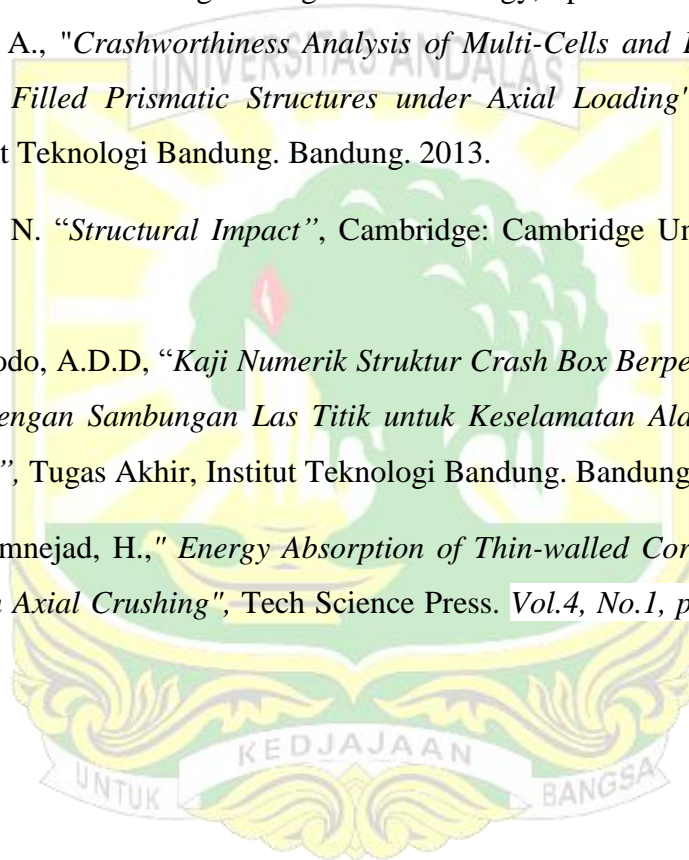 A., "Crashworthiness Analysis of Multi-Cells and
UNIVERSITAS ANDALAS
Filled Prismatic Structures under Axial Loading"
t Teknologi Bandung. Bandung. 2013.
N. “Structural Impact”, Cambridge: Cambridge Un
odo, A.D.D, “Kaji Numerik Struktur Crash Box Berpe
engan Sambungan Las Titik untuk Keselamatan Ala
”, Tugas Akhir, Institut Teknologi Bandung. Bandung
mnejad, H.," Energy Absorption of Thin-walled Cor
Axial Crushing", Tech Science Press. Vol.4, No.1, p
KEDJAJAAN
UNTUK BANGSA